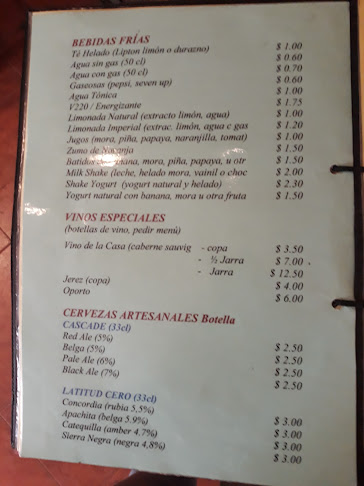 BEBIDAS FRÍAS
Té Helado (Lipton limón o durazno) $ 1.00
Agua sin gas (50 cl) $ 0.60
Agua con gas (50 cl) $ 0.70
Gaseosas (pepsi, seven up) $ 0.60
Agua Tónica $ 1.00
V220 / Energizante $ 1.75
Limonada Natural (extracto limón, agua) $ 1.00
Limonada Imperial (extrac. limón, agua c gas $ 1.20
Jugos (mora, piña, papaya, naranjilla, tomat) $ 1.00
Zumo de Naranja $ 1.50
Batidos mora, piña, papaya, u otr $ 1.50
Milk Shake (leche, helado mora, vainil o choc $ 2.00
Shake Yogurt (yogurt natural y helado) $ 2.30
Yogurt natural con banana, mora u otra fruta $ 1.50
VINOS ESPECIALES
(botellas de vino, pedir menú)
Vino de la Casa (caberne sauvig - copa $ 3.50
- ½ Jarra $ 7.00
- Jarra $ 12.50
Jerez (copa) $ 4.00
Oporto $ 6.00
CERVEZAS ARTESANALES Botella
CASCADE (33cl)
Red Ale (5%) $ 2.50
Belga (5%) $ 2.50
Pale Ale (6%) $ 2.50
Black Ale (7%) $ 2.50
LATITUD CERO (33cl)
Concordia (rubia 5,5%) $ 3.00
Apachita (belga 5.9%) $ 3.00
Catequilla (amber 4.7%) $ 3.00
Sierra Negra (negra 4,8%) $ 3.00